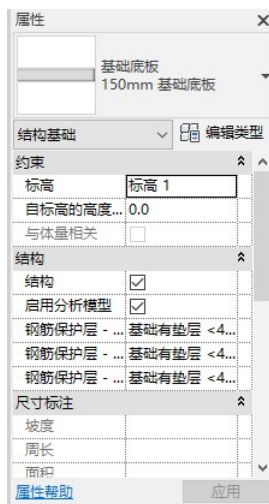 属性
基础底板
150mm 基础底板
结构基础 编辑类型
约束
标高 标高 1
自标高的高度... 0.0
与体量相关
结构
结构
启用分析模型
钢筋保护层 - ... 基础有垫层 <4...
钢筋保护层 - ... 基础有垫层 <4...
钢筋保护层 - ... 基础有垫层 <4...
尺寸标注
坡度
周长
面积
属性帮助 应用